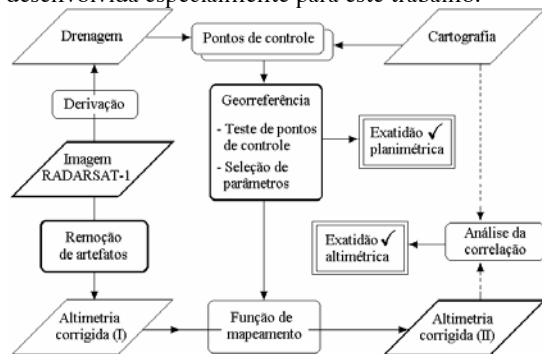 desenvolvida especialmente para este trabalho.
Drenagem
Pontos de controle
Cartografia
Derivação
Georreferência
- Teste de pontos
de controle
- Seleção de
parâmetros
Exatidão ✓
planimétrica
Imagem
RADARSAT-1
Remoção
de artefatos
Exatidão ✓
altimétrica
Análise da
correlação
Altimetria
corrigida (I)
Função de
mapeamento
Altimetria
corrigida (II)